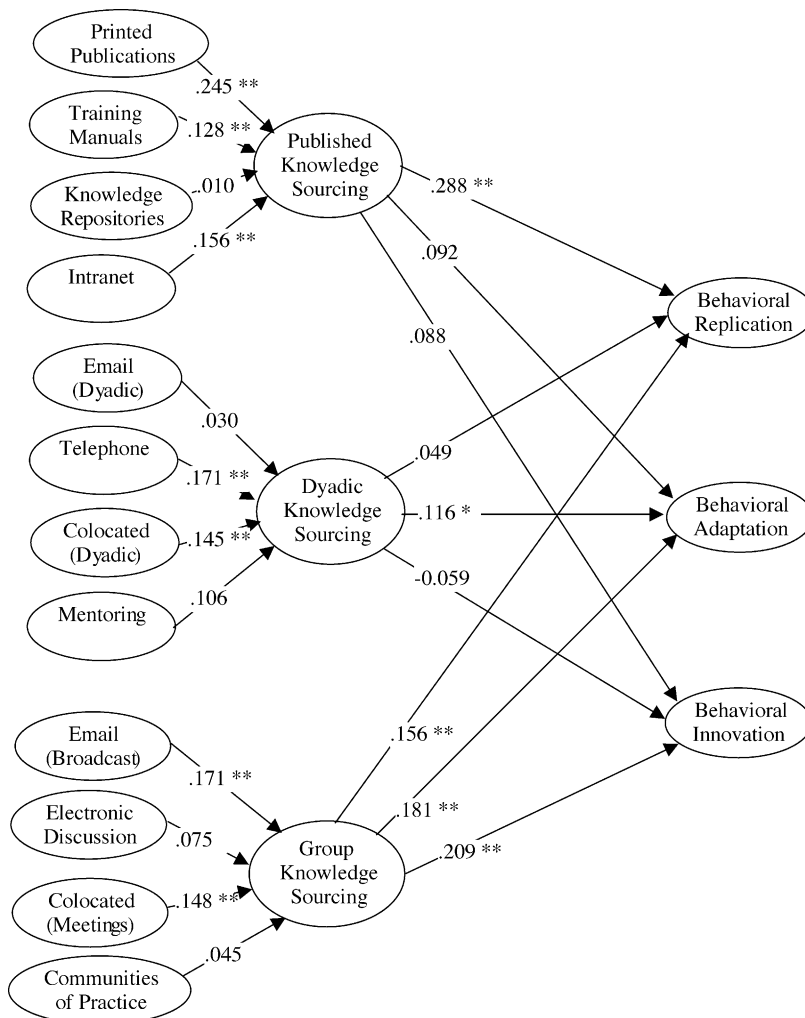 Printed
Publications
.245 **
Training
Manuals
.128 **
Published
Knowledge
Sourcing
Knowledge
Repositories
.010
.288 **
.156 **
Intranet
.092
Behavioral
Replication
.088
Email
(Dyadic)
.030
Telephone
.171 **
.049
Dyadic
Knowledge
Sourcing
.116 *
Behavioral
Adaptation
Colocated
(Dyadic)
.145 **
-0.059
.106
Mentoring
Behavioral
Innovation
Email
(Broadcast)
.156 **
.171 **
.181 **
Electronic
Discussion
.075
Group
Knowledge
Sourcing
.209 **
Colocated
(Meetings)
.148 **
.045
Communities
of Practice